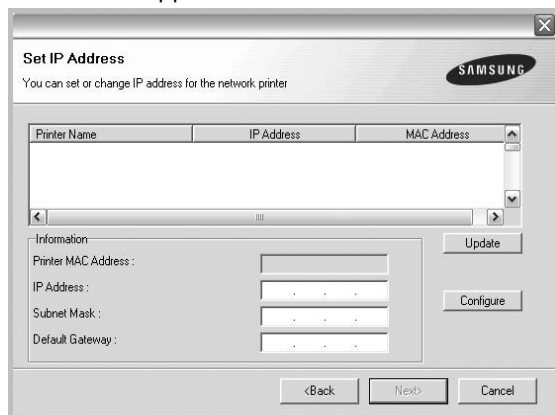 Set IP Address
You can set or change IP address for the network printer
SAMSUNG
Printer Name IP Address MAC Address
Information
Update
Printer MAC Address :
IP Address : . . .
Configure
Subnet Mask : . . .
Default Gateway : . . .
<Back Next> Cancel